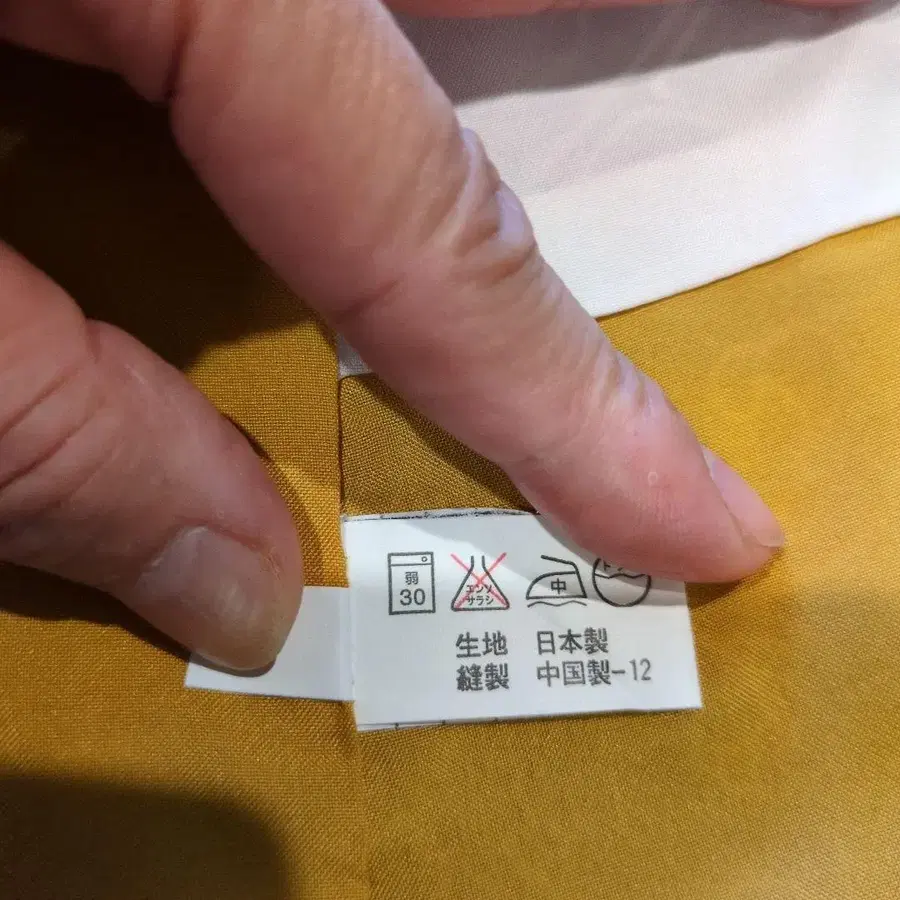 弱
30
エンソ
サラシ
中
生地 日本製
縫製 中国製-12